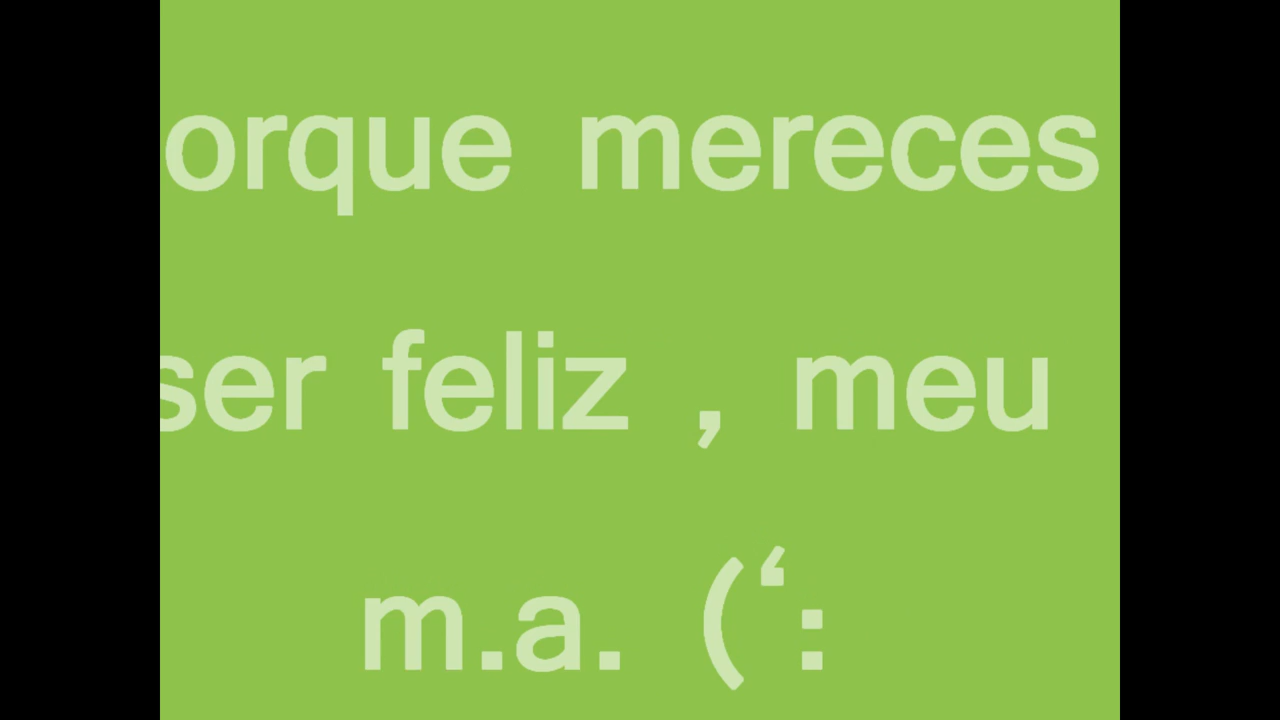 orque mereces
ser feliz , meu
m.a. (‘: